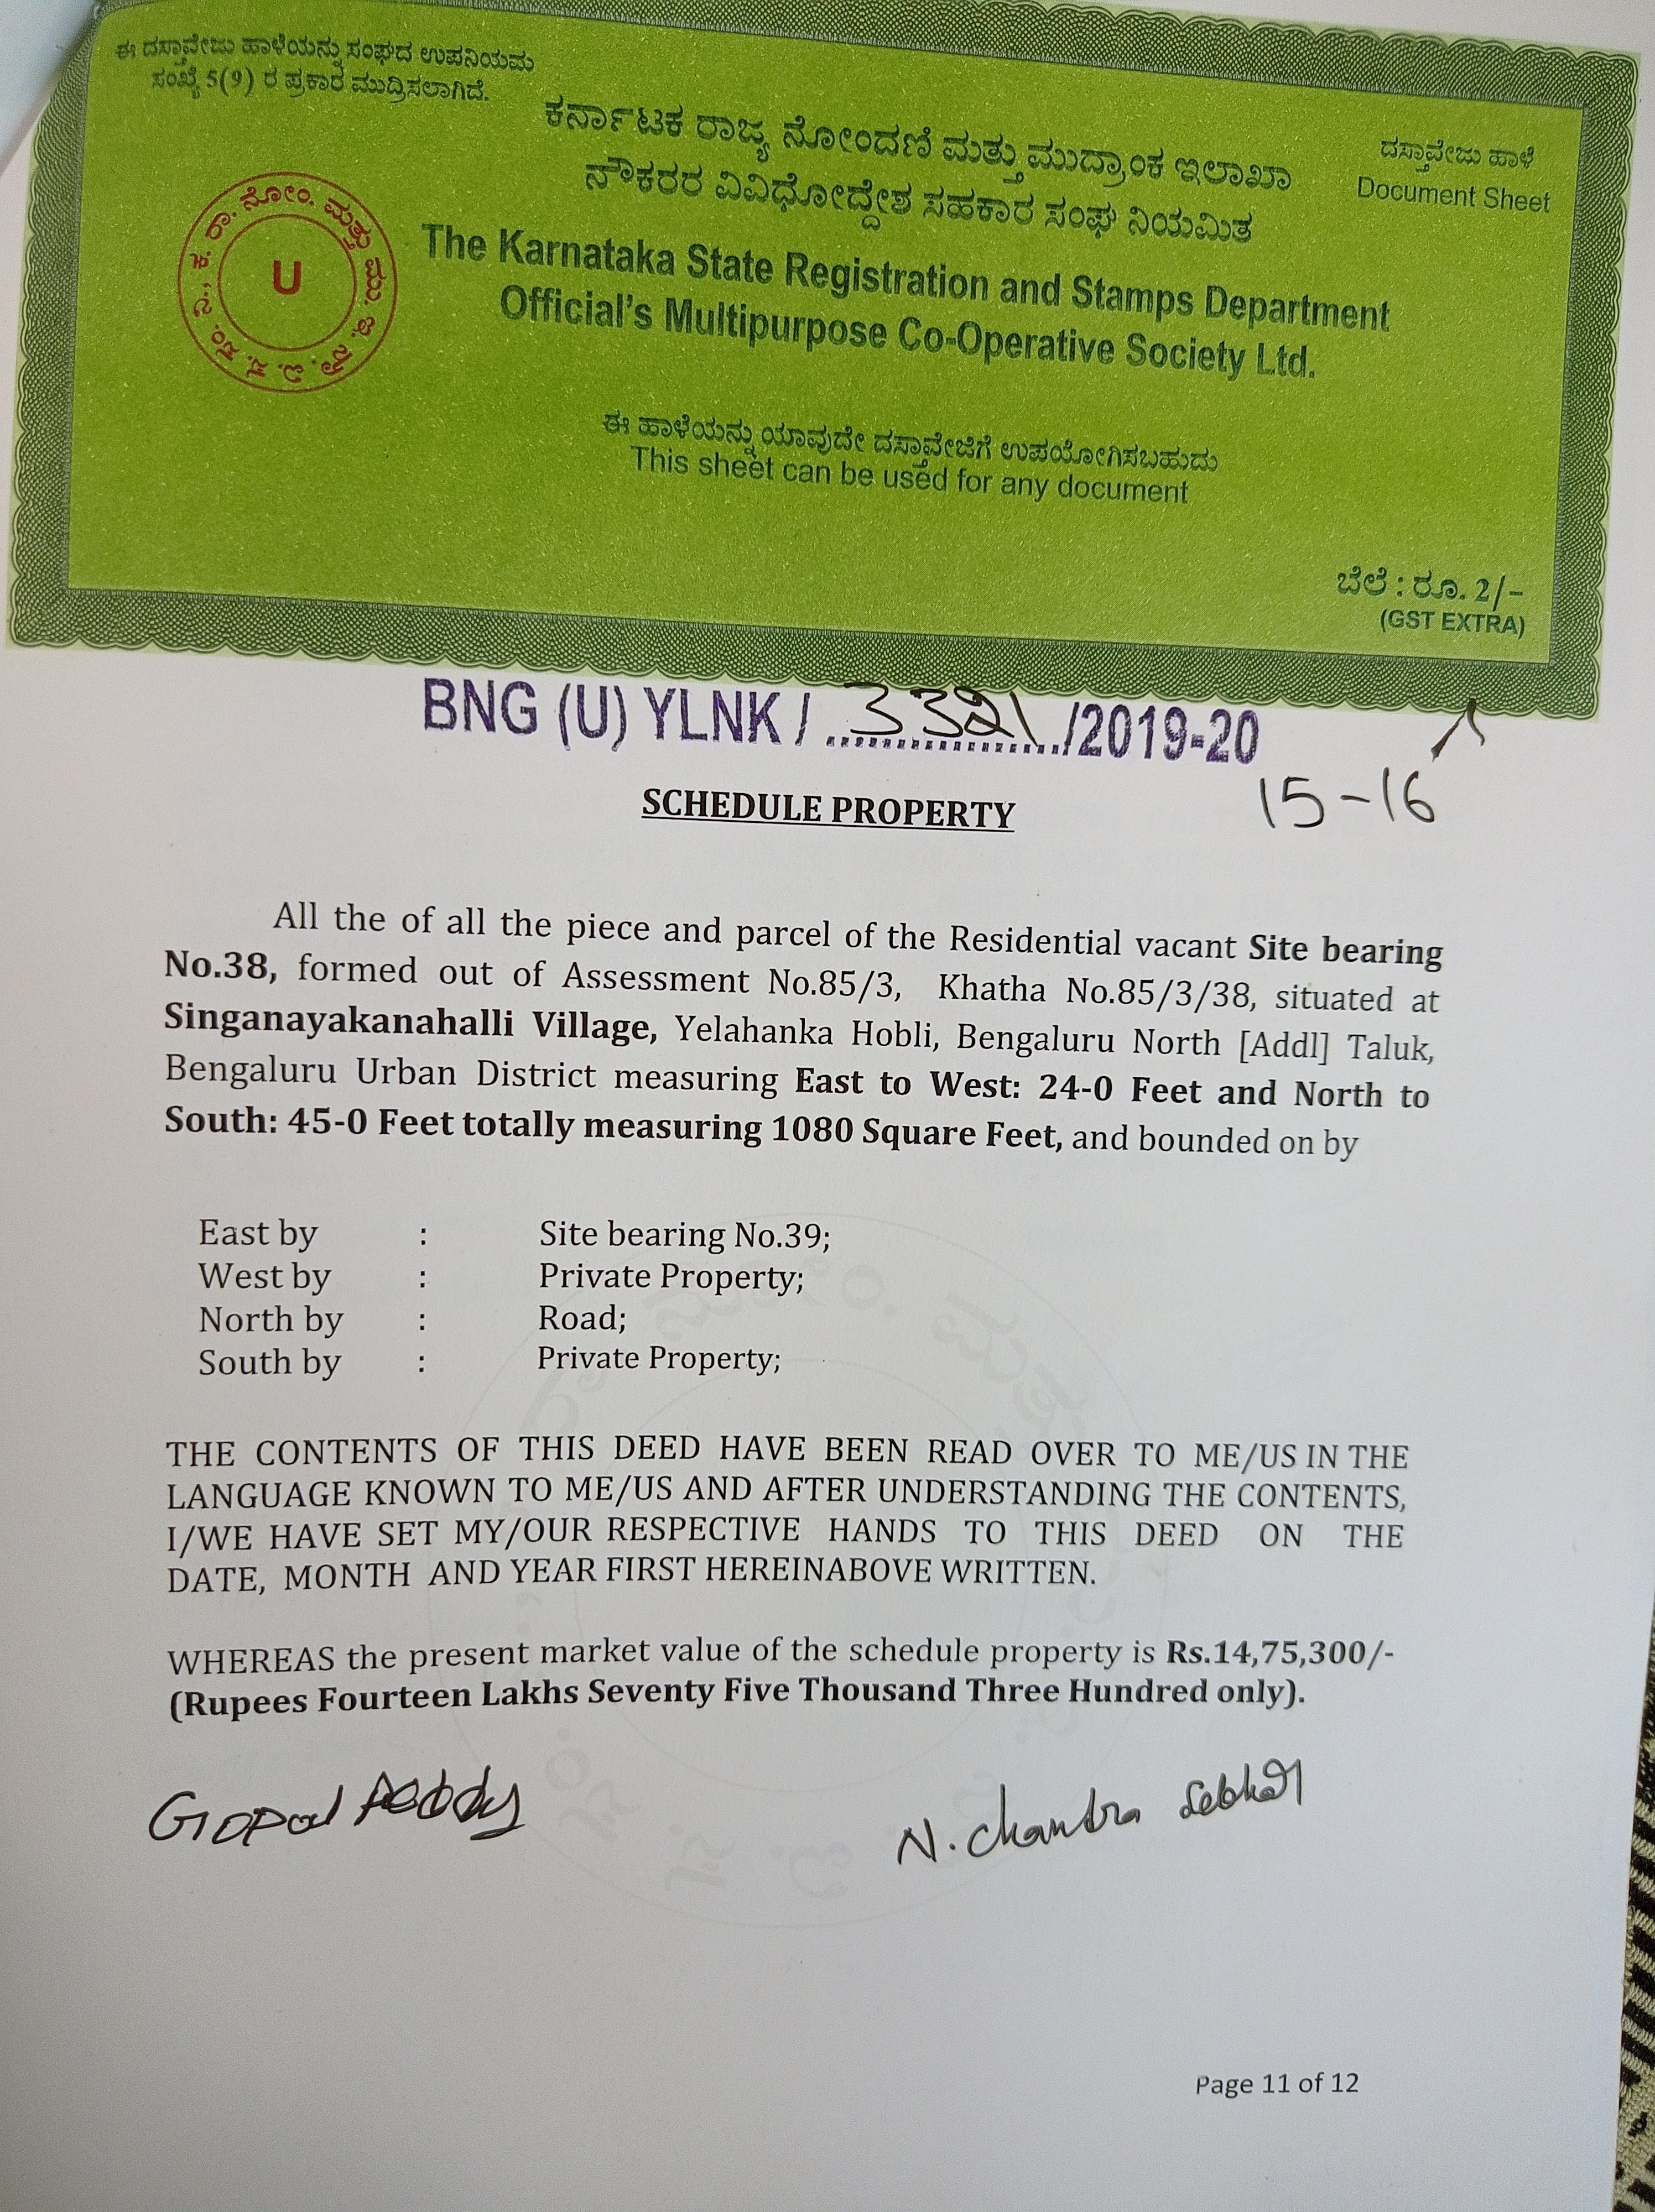 ಈ ದಸ್ತಾವೇಜು ಹಾಳೆಯನ್ನು ಸಂಘದ ಉಪನಿಯಮ
ಸಂಖ್ಯೆ 5(9) ರ ಪ್ರಕಾರ ಮುದ್ರಿಸಲಾಗಿದೆ.
ಕರ್ನಾಟಕ ರಾಜ್ಯ ನೋಂದಣಿ ಮತ್ತು ಮುದ್ರಾಂಕ ಇಲಾಖಾ
ನೌಕರರ ವಿವಿಧೋದ್ದೇಶ ಸಹಕಾರ ಸಂಘ ನಿಯಮಿತ
ದಸ್ತಾವೇಜು ಹಾಳೆ
Document Sheet
U
The Karnataka State Registration and Stamps Department
Official's Multipurpose Co-Operative Society Ltd.
ಈ ಹಾಳೆಯನ್ನು ಯಾವುದೇ ದಸ್ತಾವೇಜಿಗೆ ಉಪಯೋಗಿಸಬಹುದು
This sheet can be used for any document
ಬೆಲೆ : ರೂ. 2/-
(GST EXTRA)
BNG (U) YLNK / 3321 /2019-20
15-16
SCHEDULE PROPERTY
All the of all the piece and parcel of the Residential vacant Site bearing
No.38, formed out of Assessment No.85/3, Khatha No.85/3/38, situated at
Singanayakanahalli Village, Yelahanka Hobli, Bengaluru North [Addl] Taluk,
Bengaluru Urban District measuring East to West: 24-0 Feet and North to
South: 45-0 Feet totally measuring 1080 Square Feet, and bounded on by
East by : Site bearing No.39;
West by : Private Property;
North by : Road;
South by : Private Property;
THE CONTENTS OF THIS DEED HAVE BEEN READ OVER TO ME/US IN THE
LANGUAGE KNOWN TO ME/US AND AFTER UNDERSTANDING THE CONTENTS,
I/WE HAVE SET MY/OUR RESPECTIVE HANDS TO THIS DEED ON THE
DATE, MONTH AND YEAR FIRST HEREINABOVE WRITTEN.
WHEREAS the present market value of the schedule property is Rs.14,75,300/-
(Rupees Fourteen Lakhs Seventy Five Thousand Three Hundred only).
Gopal Reddy
N. Chandra
Page 11 of 12